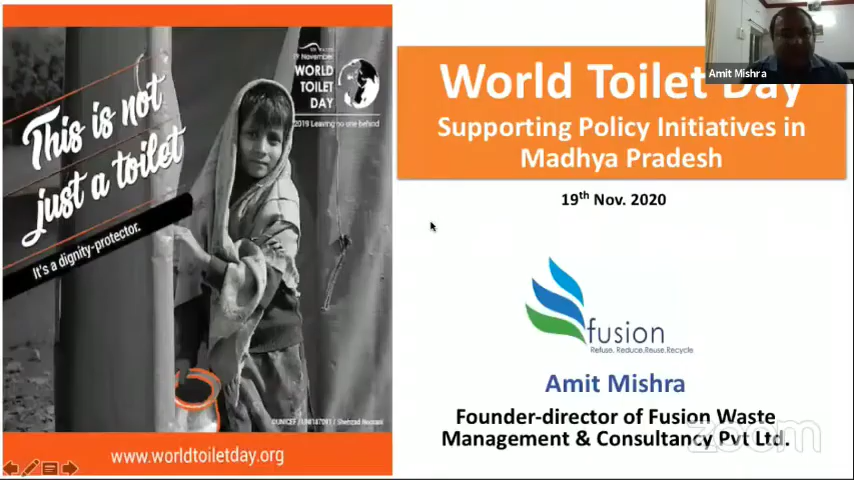 This is not
just a toilet
It's a dignity-protector.
19 November
WORLD
TOILET
DAY
2019 Leaving no one behind
www.worldtoiletday.org
Amit Mishra
World Toilet Day
Supporting Policy Initiatives in
Madhya Pradesh
19th Nov. 2020
fusion
Refuse. Reduce.Reuse.Recycle
Amit Mishra
Founder-director of Fusion Waste
Management & Consultancy Pvt Ltd.
zoom